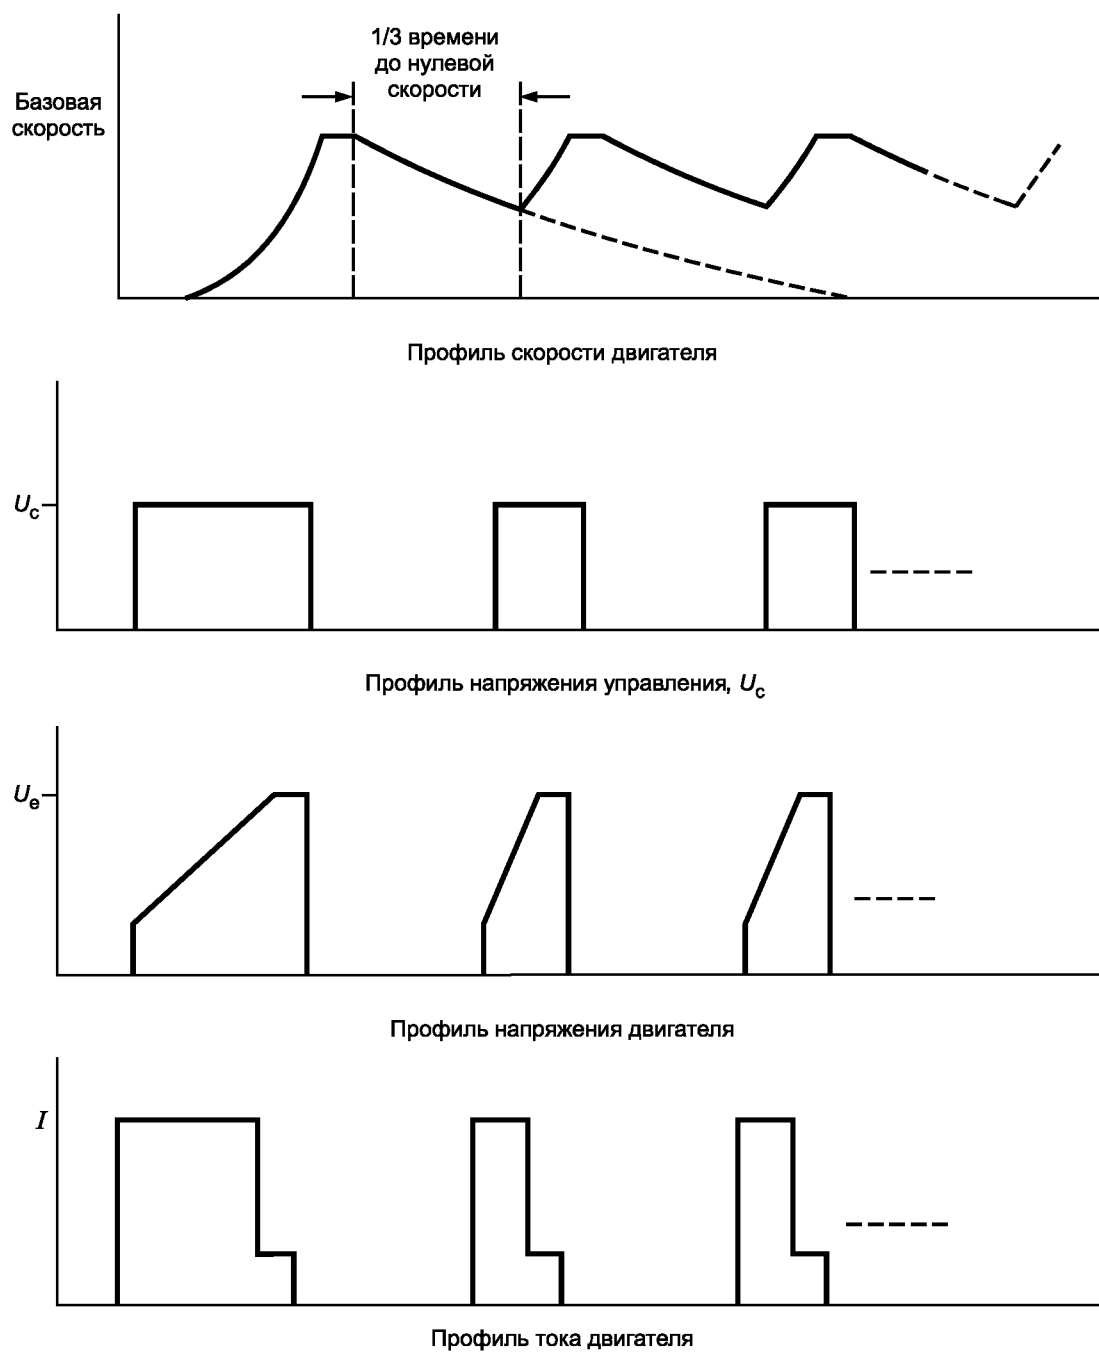 1/3 времени
до нулевой
скорости
Базовая
скорость
Профиль скорости двигателя
Uc
Профиль напряжения управления, Uc
Ue
Профиль напряжения двигателя
I
Профиль тока двигателя